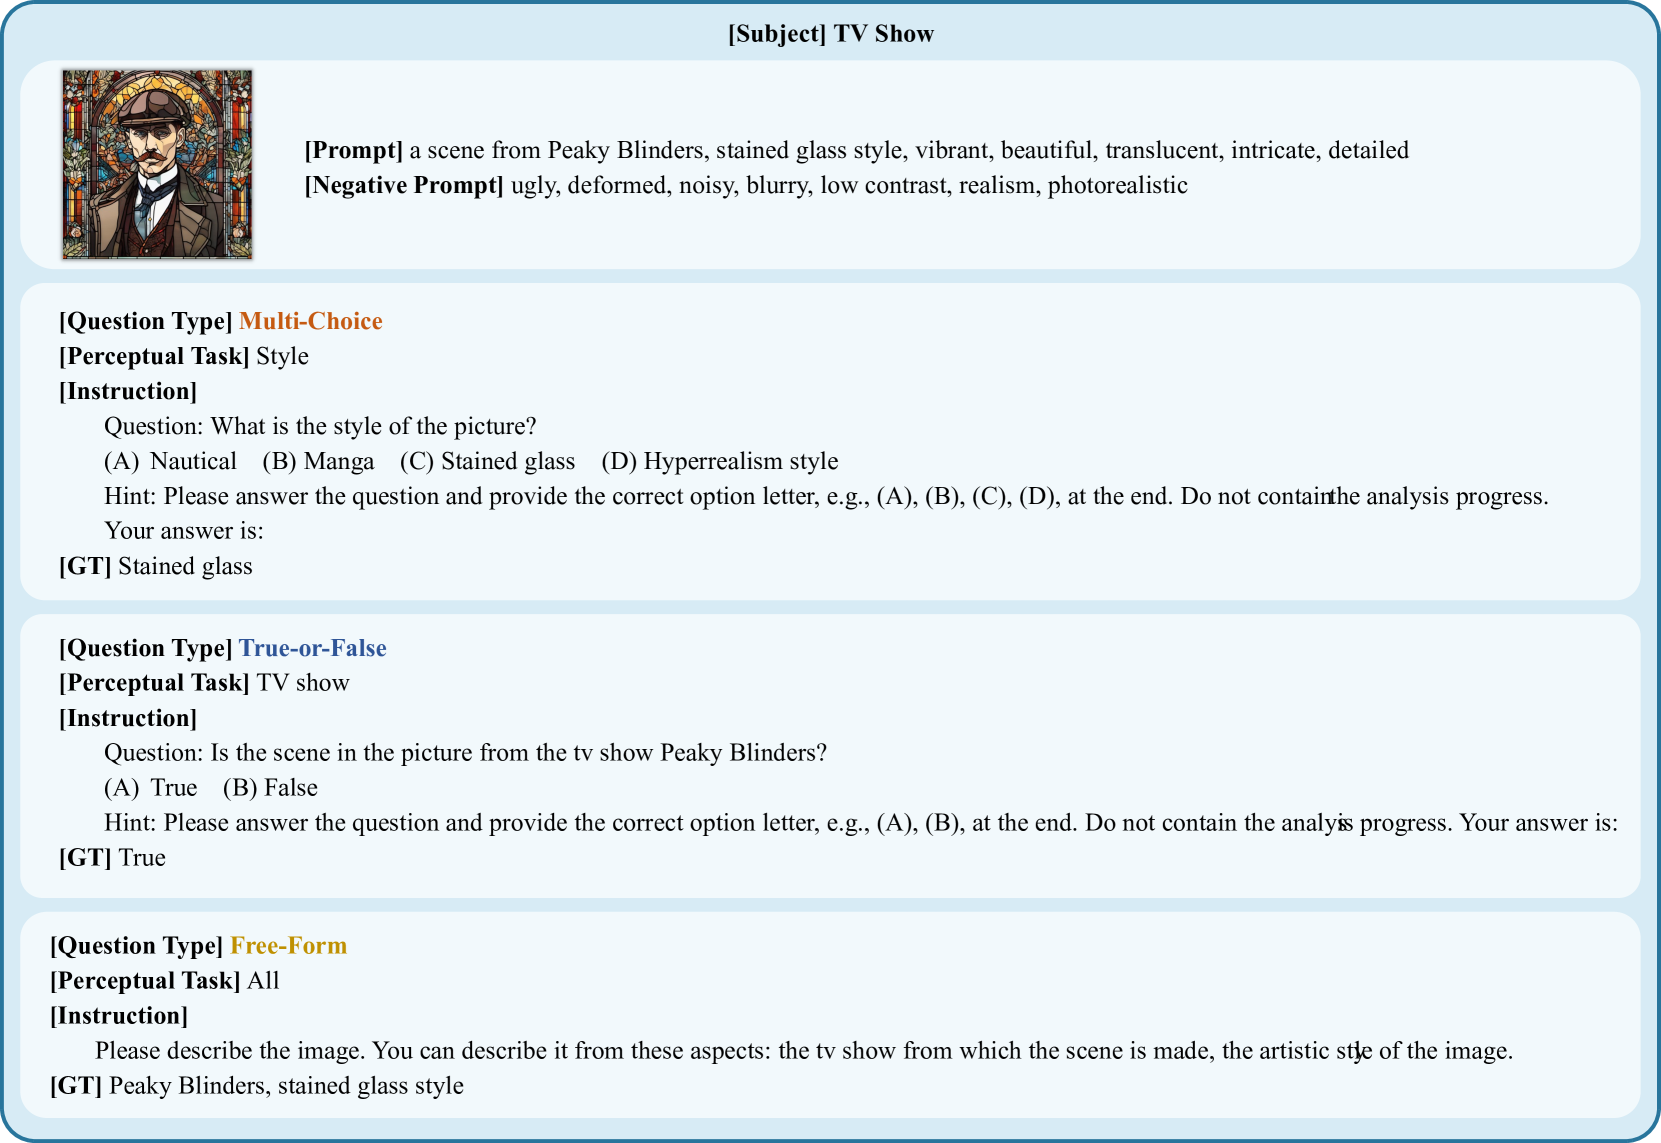 [Subject] TV Show
[Prompt] a scene from Peaky Blinders, stained glass style, vibrant, beautiful, translucent, intricate, detailed
[Negative Prompt] ugly, deformed, noisy, blurry, low contrast, realism, photorealistic
[Question Type] Multi-Choice
[Perceptual Task] Style
[Instruction]
Question: What is the style of the picture?
(A) Nautical (B) Manga (C) Stained glass (D) Hyperrealism style
Hint: Please answer the question and provide the correct option letter, e.g., (A), (B), (C), (D), at the end. Do not contain the analysis progress.
Your answer is:
[GT] Stained glass
[Question Type] True-or-False
[Perceptual Task] TV show
[Instruction]
Question: Is the scene in the picture from the tv show Peaky Blinders?
(A) True (B) False
Hint: Please answer the question and provide the correct option letter, e.g., (A), (B), at the end. Do not contain the analysis progress. Your answer is:
[GT] True
[Question Type] Free-Form
[Perceptual Task] All
[Instruction]
Please describe the image. You can describe it from these aspects: the tv show from which the scene is made, the artistic style of the image.
[GT] Peaky Blinders, stained glass style